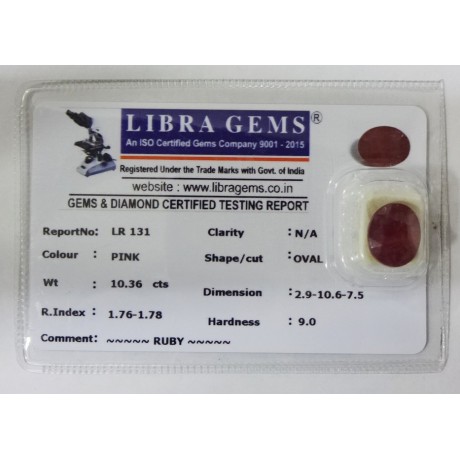 LIBRA GEMS ®
An ISO Certified Gems Company 9001 - 2015
Registered Under the Trade Marks with Govt. of India
website : www.libragems.co.in
GEMS & DIAMOND CERTIFIED TESTING REPORT
ReportNo: LR 131 Clarity : N/A
Colour : PINK Shape/cut : OVAL
Wt : 10.36 cts Dimension : 2.9-10.6-7.5
R.Index : 1.76-1.78 Hardness : 9.0
Comment: ~~~~~ RUBY ~~~~~